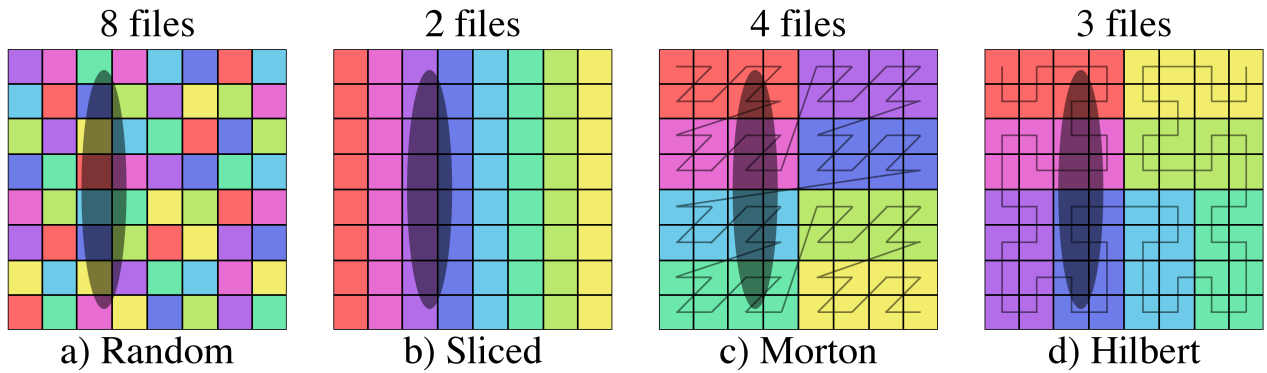 8 files
2 files
4 files
3 files
a) Random
b) Sliced
c) Morton
d) Hilbert